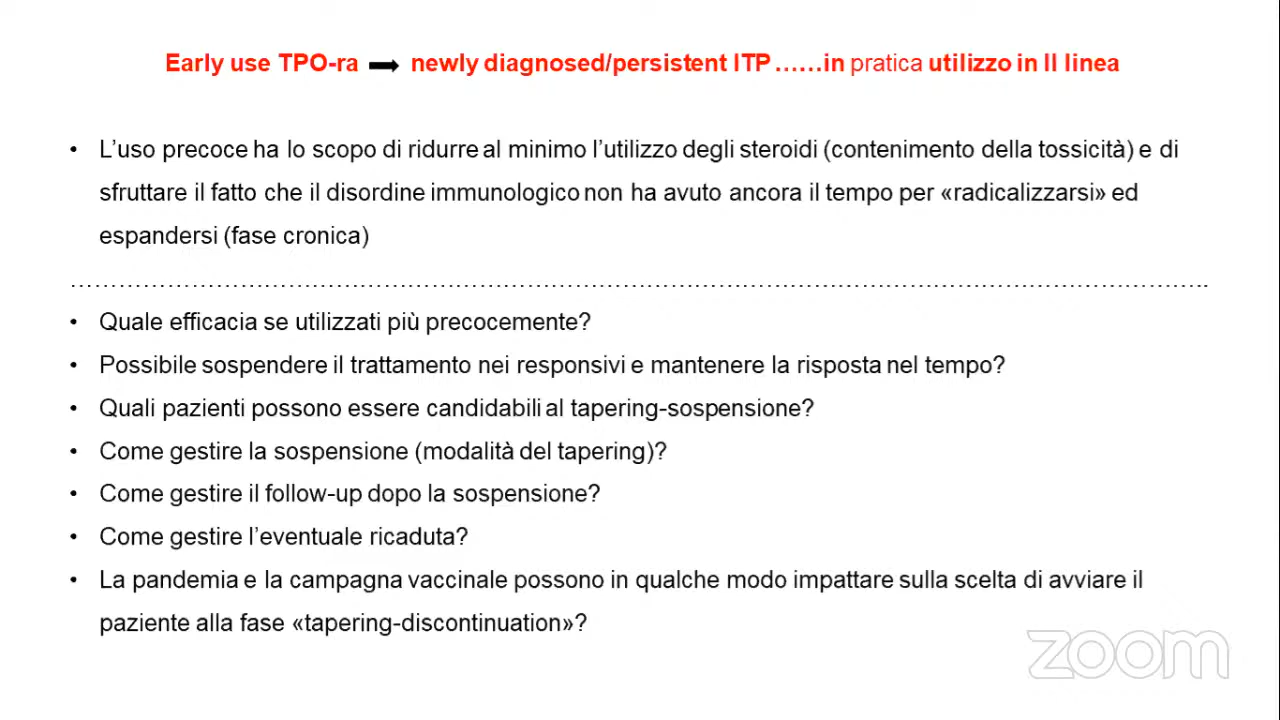 Early use TPO-ra ➡ newly diagnosed/persistent ITP ……in pratica utilizzo in II linea
• L’uso precoce ha lo scopo di ridurre al minimo l’utilizzo degli steroidi (contenimento della tossicità) e di
sfruttare il fatto che il disordine immunologico non ha avuto ancora il tempo per «radicalizzarsi» ed
espandersi (fase cronica)
• Quale efficacia se utilizzati più precocemente?
• Possibile sospendere il trattamento nei responsivi e mantenere la risposta nel tempo?
• Quali pazienti possono essere candidabili al tapering-sospensione?
• Come gestire la sospensione (modalità del tapering)?
• Come gestire il follow-up dopo la sospensione?
• Come gestire l’eventuale ricaduta?
• La pandemia e la campagna vaccinale possono in qualche modo impattare sulla scelta di avviare il
paziente alla fase «tapering-discontinuation»?
zoom